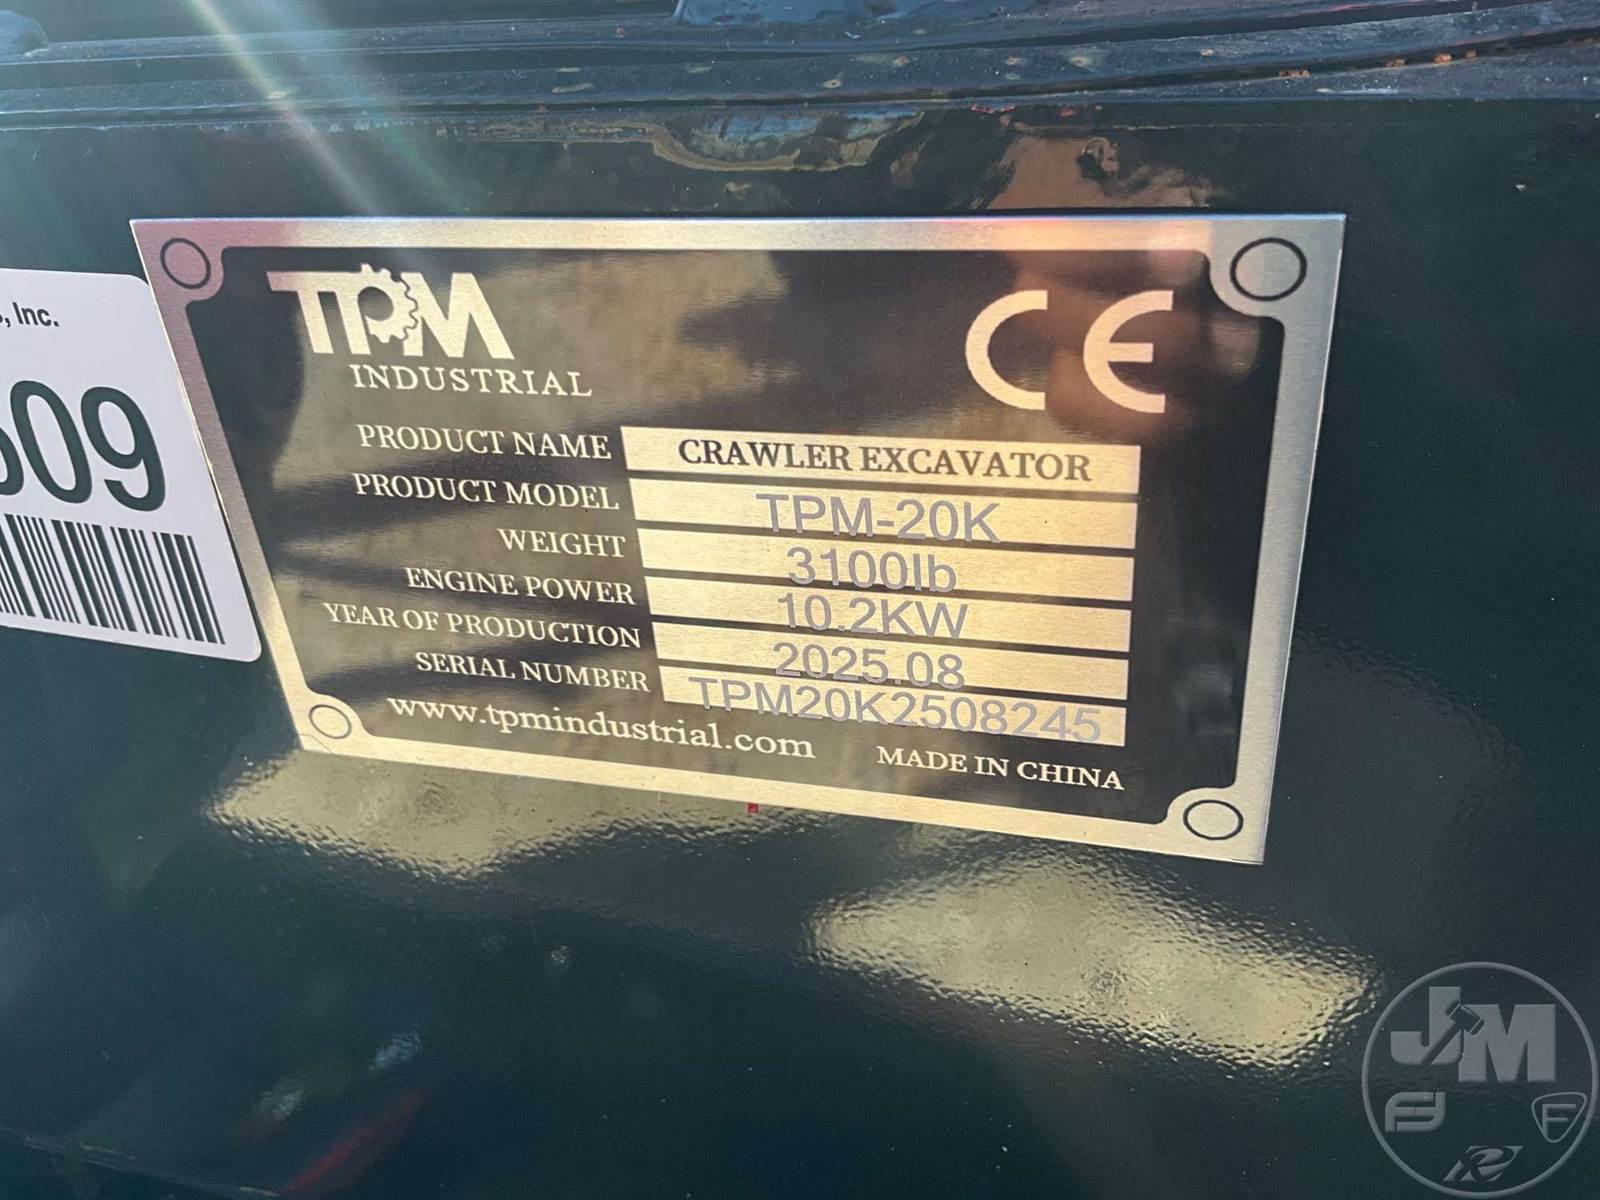 , Inc.
09
TPM
INDUSTRIAL
CE
PRODUCT NAME CRAWLER EXCAVATOR
PRODUCT MODEL TPM-20K
WEIGHT 3100lb
ENGINE POWER 10.2KW
YEAR OF PRODUCTION 2025.08
SERIAL NUMBER TPM20K2508245
www.tpmindustrial.com MADE IN CHINA
JM